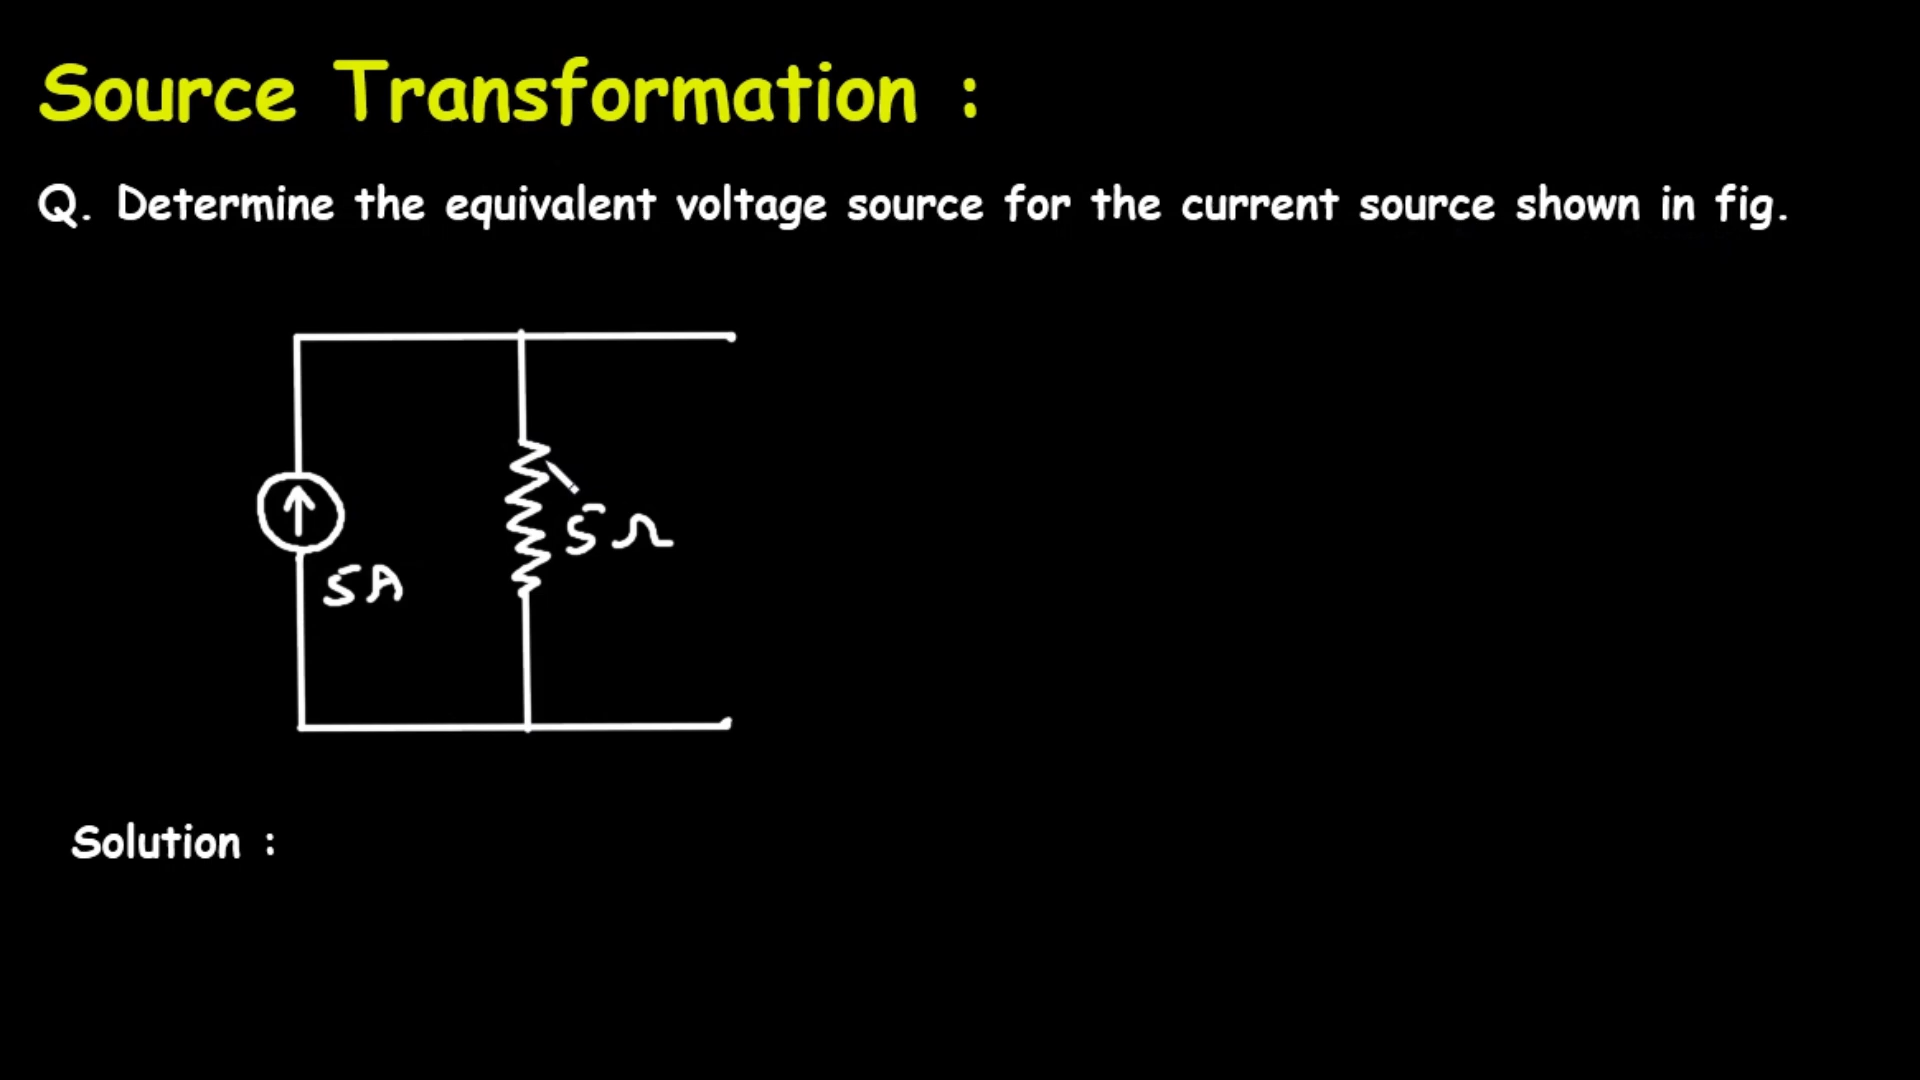 Source Transformation :
Q. Determine the equivalent voltage source for the current source shown in fig.
5Ω
5A
Solution :